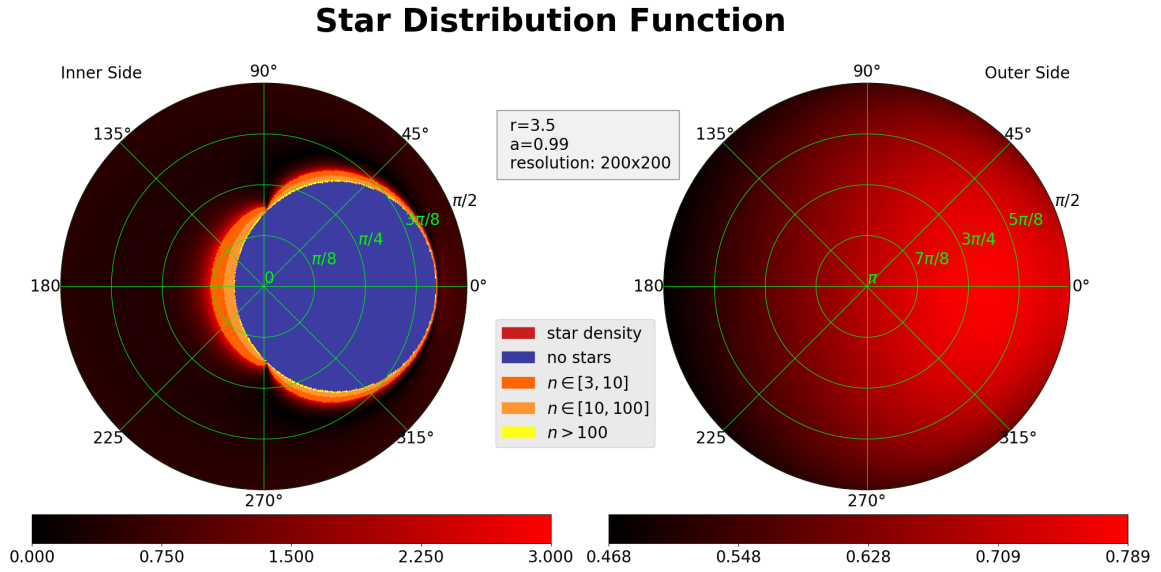 Star Distribution Function
Inner Side
90°
135°
45°
π/2
3π/8
π/4
π/8
0
180
0°
225
315°
270°
r=3.5
a=0.99
resolution: 200x200
star density
no stars
n ∈ [3, 10]
n ∈ [10, 100]
n > 100
Outer Side
90°
135°
45°
π/2
5π/8
3π/4
7π/8
π
180
0°
225
315°
270°
0.000 0.750 1.500 2.250 3.000
0.468 0.548 0.628 0.709 0.789